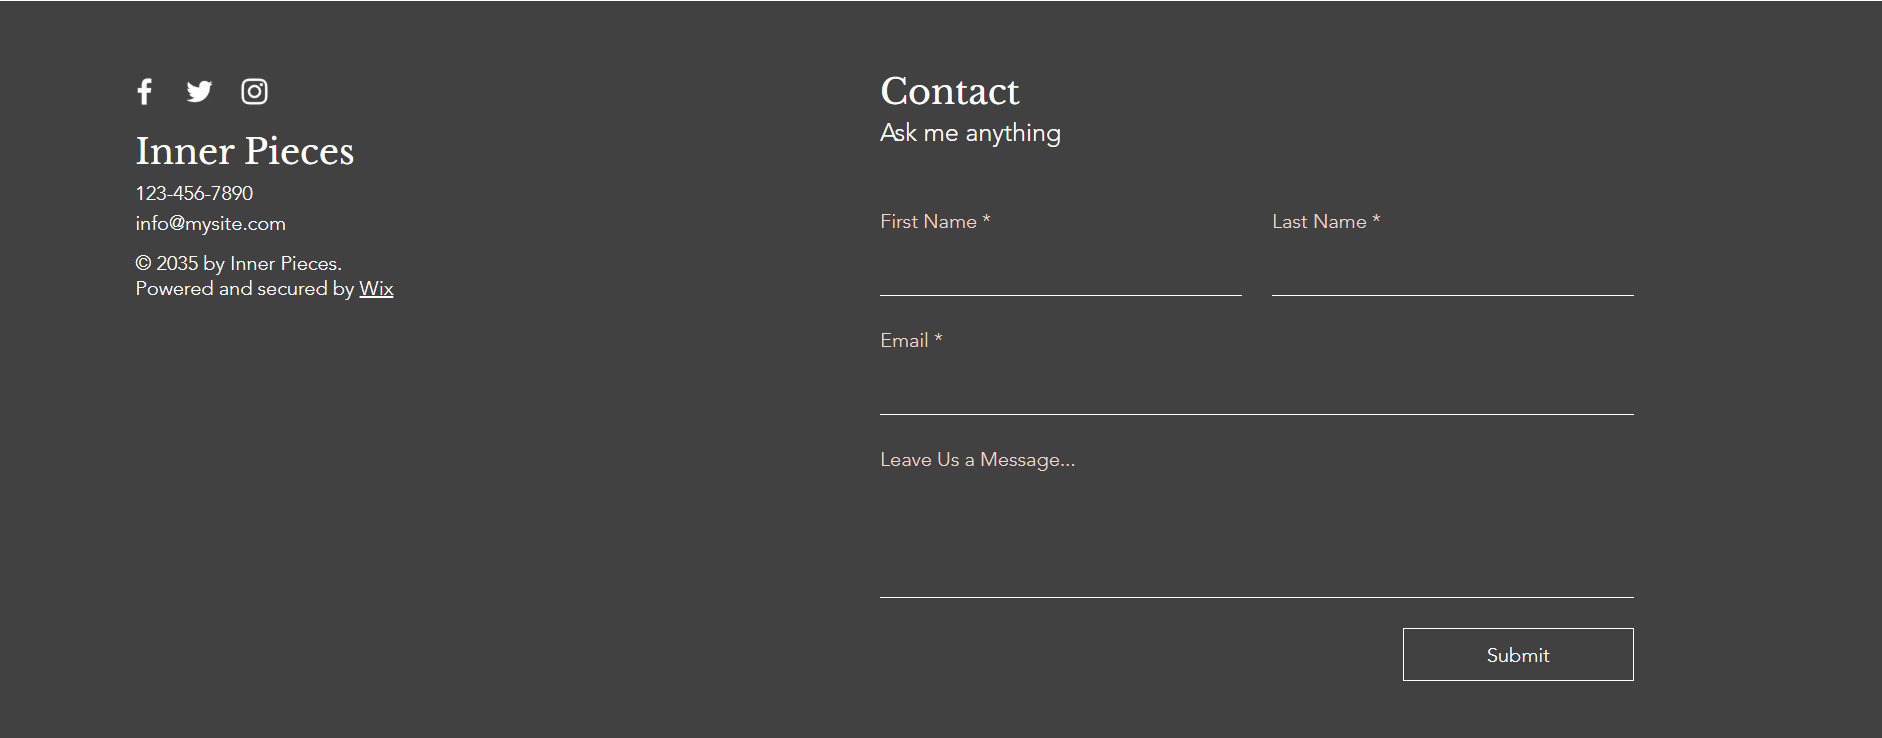 Inner Pieces
123-456-7890
info@mysite.com
© 2035 by Inner Pieces.
Powered and secured by Wix
Contact
Ask me anything
First Name *
Last Name *
Email *
Leave Us a Message...
Submit